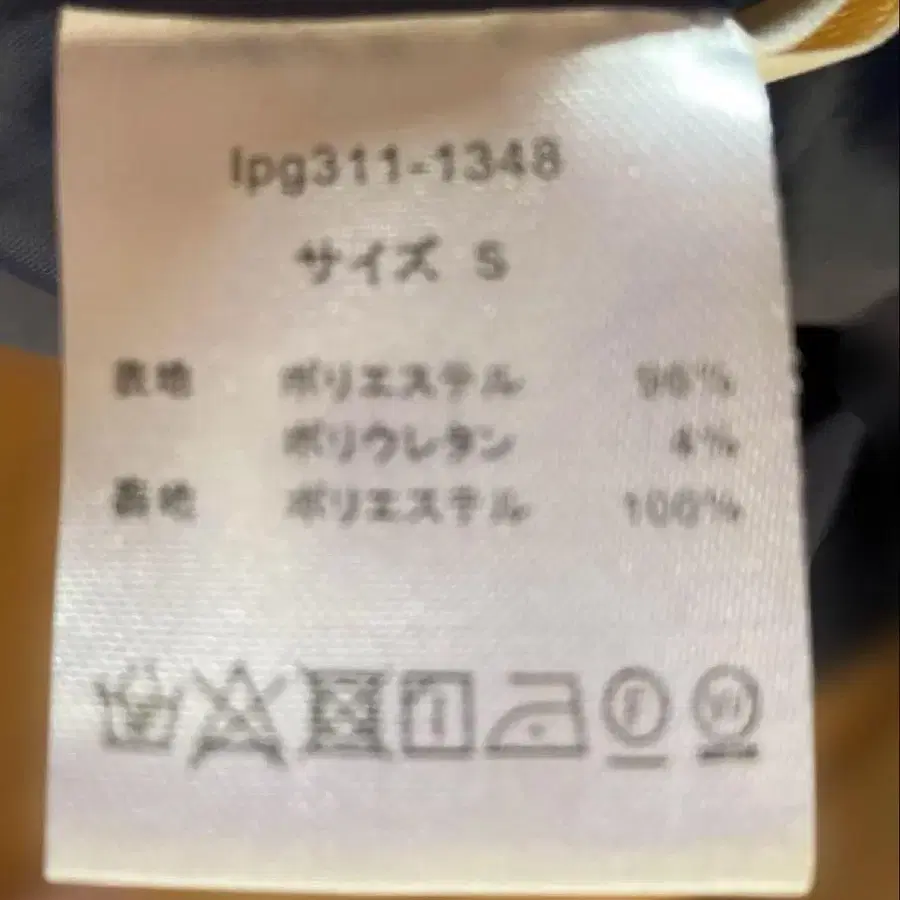 lpg311-1348
サイズ S
表地 ポリエステル 96%
ポリウレタン 4%
裏地 ポリエステル 100%